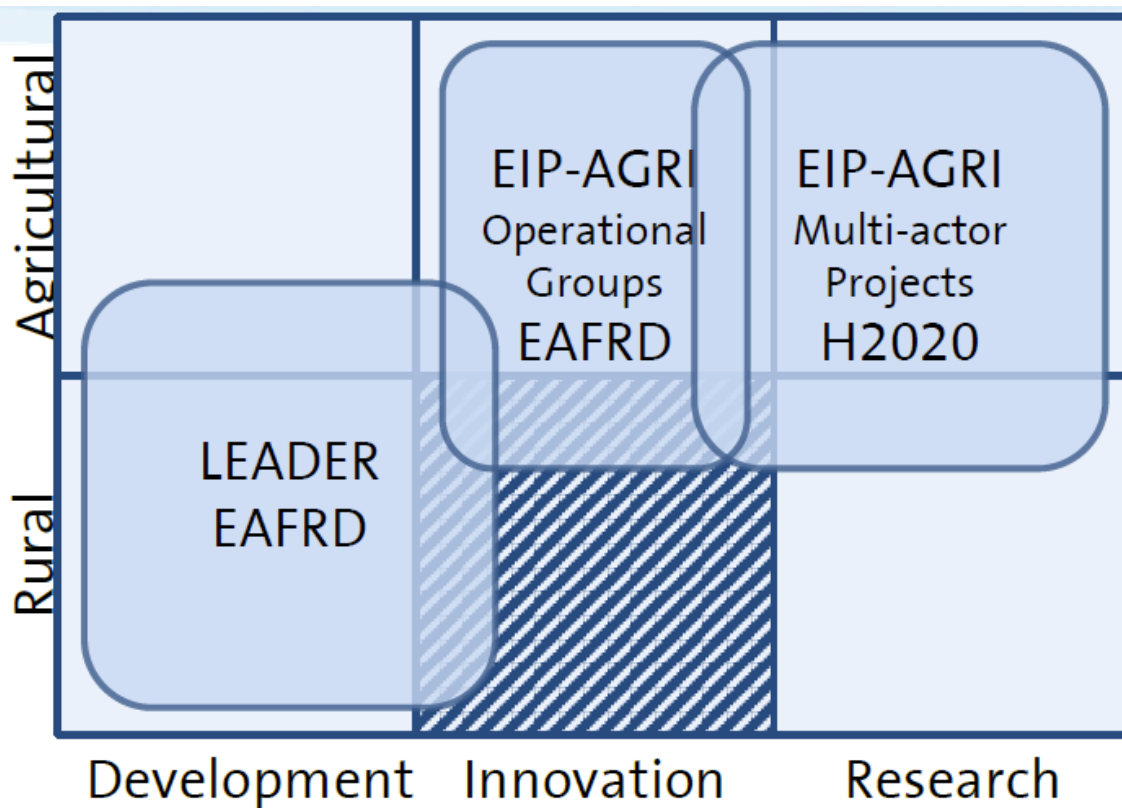 Agricultural
EIP-AGRI
Operational
Groups
EAFRD
EIP-AGRI
Multi-actor
Projects
H2020
Rural
LEADER
EAFRD
Development
Innovation
Research